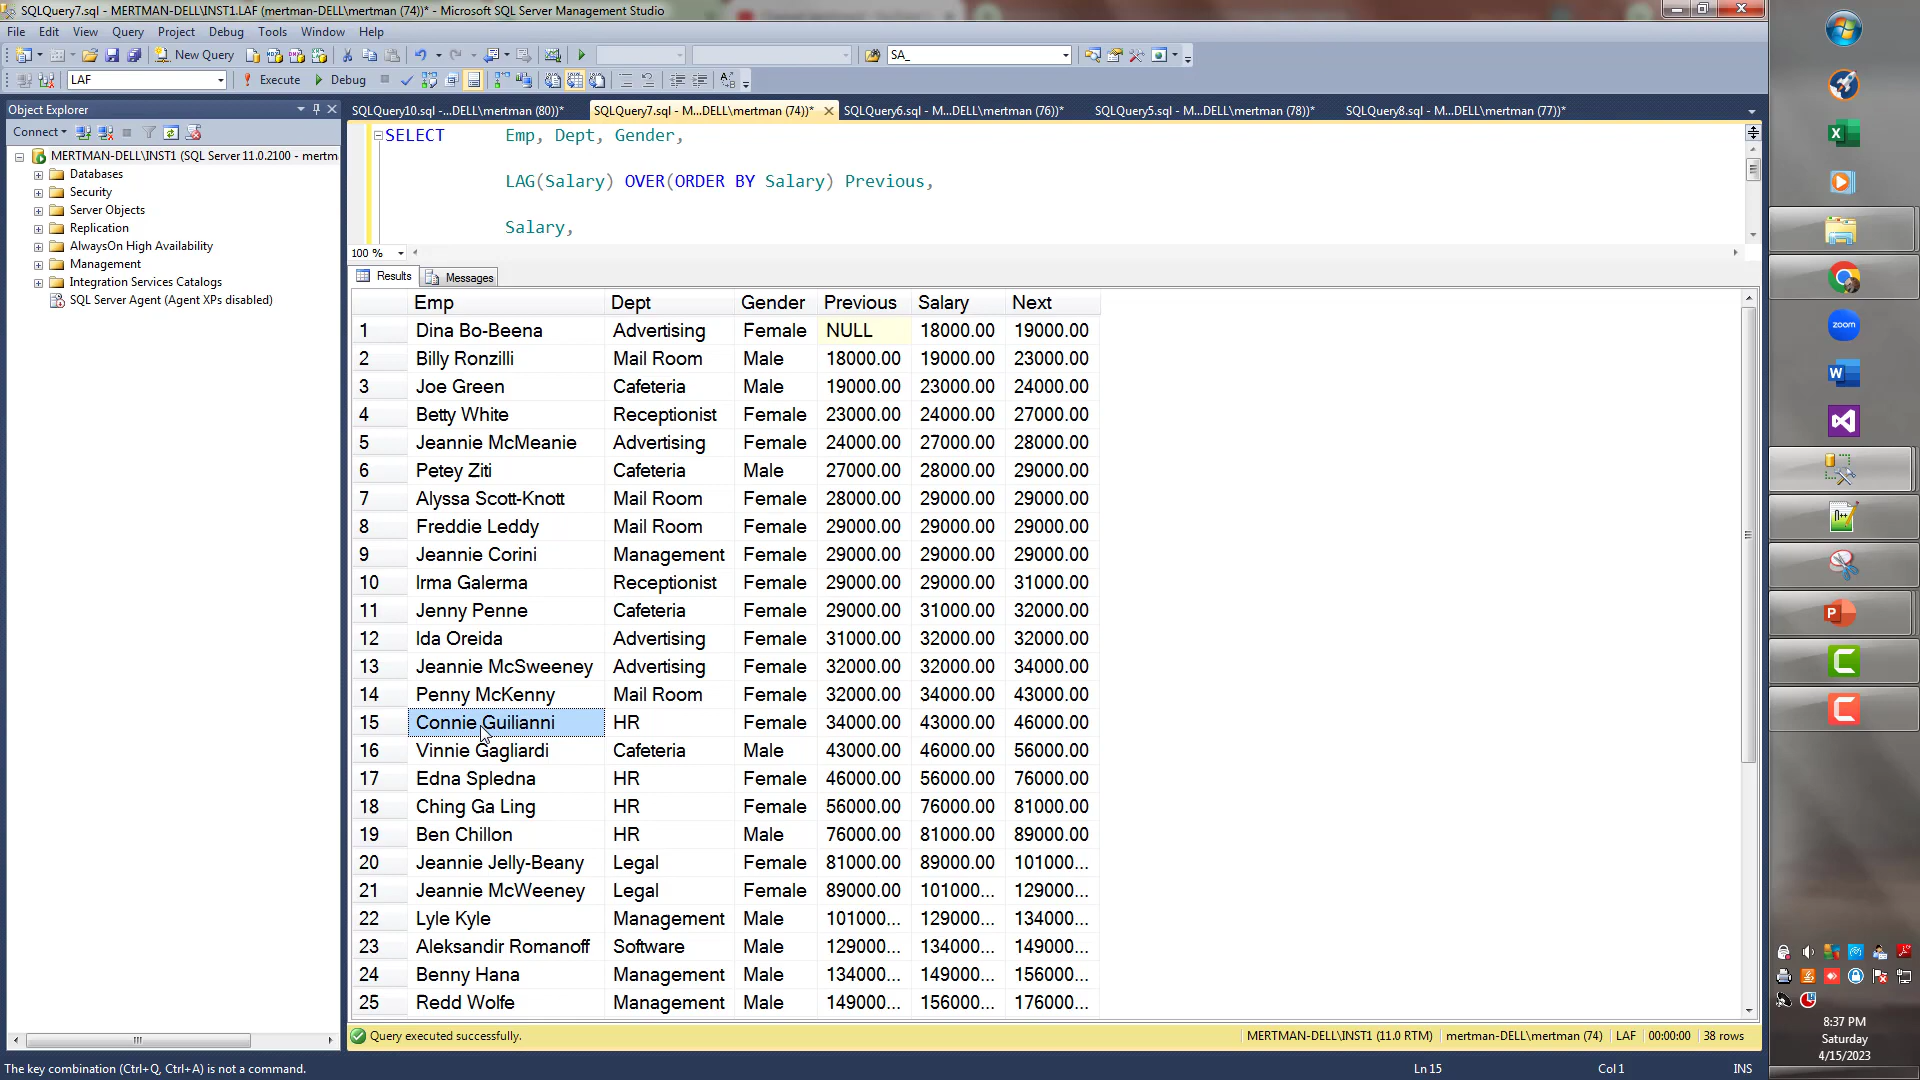 SQLQuery7.sql - MERTMAN-DELL\INST1.LAF (mertman-DELL\mertman (74))* - Microsoft SQL Server Management Studio
File Edit View Query Project Debug Tools Window Help
New Query SA_
LAF Execute Debug
Object Explorer
Connect
MERTMAN-DELL\INST1 (SQL Server 11.0.2100 - mertm
Databases
Security
Server Objects
Replication
AlwaysOn High Availability
Management
Integration Services Catalogs
SQL Server Agent (Agent XPs disabled)
SQLQuery10.sql -...DELL\mertman (80))* SQLQuery7.sql - M...DELL\mertman (74))* SQLQuery6.sql - M...DELL\mertman (76))* SQLQuery5.sql - M...DELL\mertman (78))* SQLQuery8.sql - M...DELL\mertman (77))*
SELECT Emp, Dept, Gender,
LAG(Salary) OVER(ORDER BY Salary) Previous,
Salary,
100 %
Results Messages
Emp Dept Gender Previous Salary Next
1 Dina Bo-Beena Advertising Female NULL 18000.00 19000.00
2 Billy Ronzilli Mail Room Male 18000.00 19000.00 23000.00
3 Joe Green Cafeteria Male 19000.00 23000.00 24000.00
4 Betty White Receptionist Female 23000.00 24000.00 27000.00
5 Jeannie McMeanie Advertising Female 24000.00 27000.00 28000.00
6 Petey Ziti Cafeteria Male 27000.00 28000.00 29000.00
7 Alyssa Scott-Knott Mail Room Female 28000.00 29000.00 29000.00
8 Freddie Leddy Mail Room Female 29000.00 29000.00 29000.00
9 Jeannie Corini Management Female 29000.00 29000.00 29000.00
10 Irma Galerma Receptionist Female 29000.00 29000.00 31000.00
11 Jenny Penne Cafeteria Female 29000.00 31000.00 32000.00
12 Ida Oreida Advertising Female 31000.00 32000.00 32000.00
13 Jeannie McSweeney Advertising Female 32000.00 32000.00 34000.00
14 Penny McKenny Mail Room Female 32000.00 34000.00 43000.00
15 Connie Guilianni HR Female 34000.00 43000.00 46000.00
16 Vinnie Gagliardi Cafeteria Male 43000.00 46000.00 56000.00
17 Edna Spledna HR Female 46000.00 56000.00 76000.00
18 Ching Ga Ling HR Female 56000.00 76000.00 81000.00
19 Ben Chillon HR Male 76000.00 81000.00 89000.00
20 Jeannie Jelly-Beany Legal Female 81000.00 89000.00 101000...
21 Jeannie McWeeney Legal Female 89000.00 101000... 129000...
22 Lyle Kyle Management Male 101000... 129000... 134000...
23 Aleksandir Romanoff Software Male 129000... 134000... 149000...
24 Benny Hana Management Male 134000... 149000... 156000...
25 Redd Wolfe Management Male 149000... 156000... 176000...
Query executed successfully. MERTMAN-DELL\INST1 (11.0 RTM) mertman-DELL\mertman (74) LAF 00:00:00 38 rows
The key combination (Ctrl+Q, Ctrl+A) is not a command. Ln 15 Col 1 INS
zoom
8:37 PM
Saturday
4/15/2023